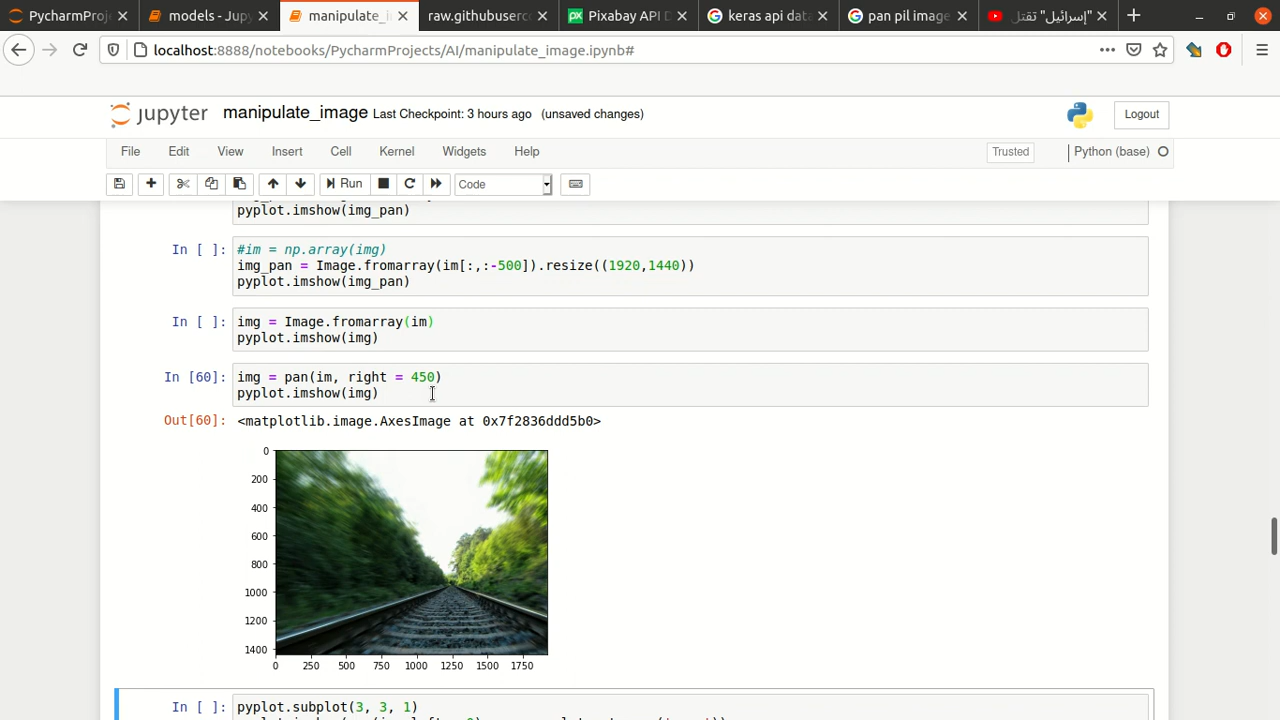 PycharmProj
models - Jupy
manipulate_i
raw.githubuserc
Pixabay API D
keras api data
pan pil image
إسرائيل" تقتل"
localhost:8888/notebooks/PycharmProjects/AI/manipulate_image.ipynb#
jupyter manipulate_image Last Checkpoint: 3 hours ago (unsaved changes)
Logout
File Edit View Insert Cell Kernel Widgets Help
Trusted
Python (base)
Run
Code
pyplot.imshow(img_pan)
In [ ]: #im = np.array(img)
img_pan = Image.fromarray(im[:,:-500]).resize((1920,1440))
pyplot.imshow(img_pan)
In [ ]: img = Image.fromarray(im)
pyplot.imshow(img)
In [60]: img = pan(im, right = 450)
pyplot.imshow(img)
Out[60]: <matplotlib.image.AxesImage at 0x7f2836ddd5b0>
0
200
400
600
800
1000
1200
1400
0 250 500 750 1000 1250 1500 1750
In [ ]: pyplot.subplot(3, 3, 1)